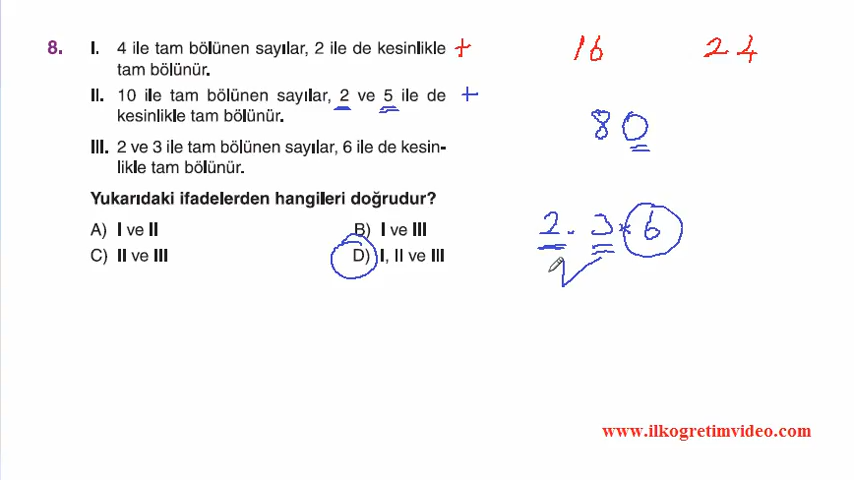 8. I. 4 ile tam bölünen sayılar, 2 ile de kesinlikle +
tam bölünür.
II. 10 ile tam bölünen sayılar, 2 ve 5 ile de +
kesinlikle tam bölünür.
III. 2 ve 3 ile tam bölünen sayılar, 6 ile de kesin-
likle tam bölünür.
Yukarıdaki ifadelerden hangileri doğrudur?
A) I ve II B) I ve III
C) II ve III D) I, II ve III
16 24
80
2 . 3 * 6
www.ilkogretimvideo.com